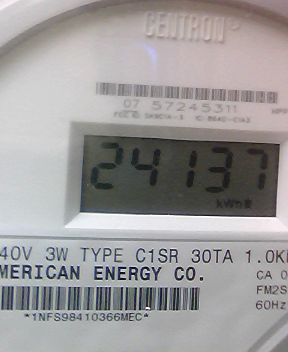 CENTRON®
07 57245311
24137
kWh
40V 3W TYPE C1SR 30TA 1.0K
MERICAN ENERGY CO.
CA 0
FM2S
60Hz
*1NFS98410366MEC*